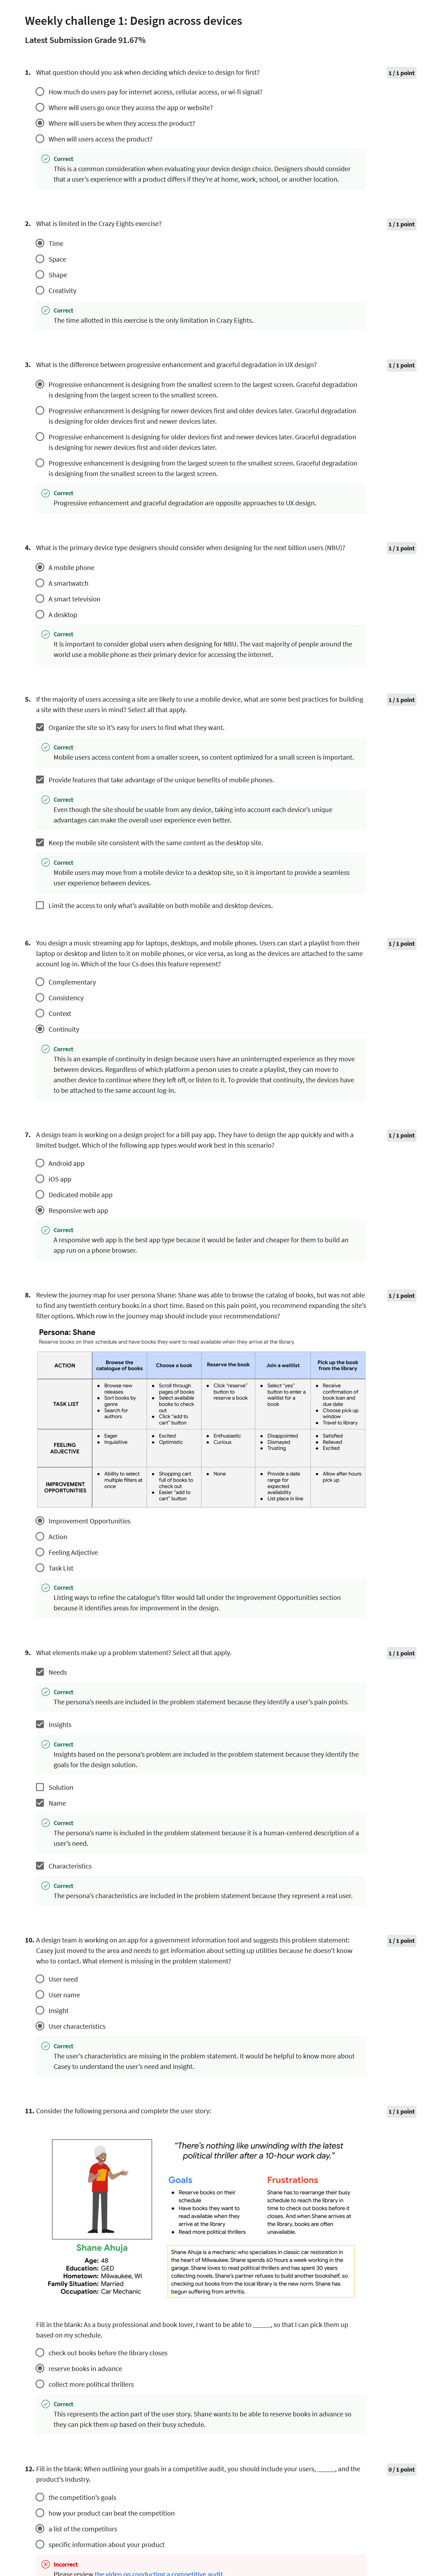 Weekly challenge 1: Design across devices
Latest Submission Grade 91.67%
1. What question should you ask when deciding which device to design for first?
1 / 1 point
How much do users pay for internet access, cellular access, or wi-fi signal?
Where will users go once they access the app or website?
Where will users be when they access the product?
When will users access the product?
Correct
This is a common consideration when evaluating your device design choice. Designers should consider
that a user's experience with a product differs if they're at home, work, school, or another location.
2. What is limited in the Crazy Eights exercise?
1 / 1 point
Time
Space
Shape
Creativity
Correct
The time allotted in this exercise is the only limitation in Crazy Eights.
3. What is the difference between progressive enhancement and graceful degradation in UX design?
1 / 1 point
Progressive enhancement is designing from the smallest screen to the largest screen. Graceful degradation
is designing from the largest screen to the smallest screen.
Progressive enhancement is designing for newer devices first and older devices later. Graceful degradation
is designing for older devices first and newer devices later.
Progressive enhancement is designing for older devices first and newer devices later. Graceful degradation
is designing for newer devices first and older devices later.
Progressive enhancement is designing from the largest screen to the smallest screen. Graceful degradation
is designing from the smallest screen to the largest screen.
Correct
Progressive enhancement and graceful degradation are opposite approaches to UX design.
4. What is the primary device type designers should consider when designing for the next billion users (NBU)?
1 / 1 point
A mobile phone
A smartwatch
A smart television
A desktop
Correct
It is important to consider global users when designing for NBU. The vast majority of people around the
world use a mobile phone as their primary device for accessing the internet.
5. If the majority of users accessing a site are likely to use a mobile device, what are some best practices for building
a site with these users in mind? Select all that apply.
1 / 1 point
Organize the site so it's easy for users to find what they want.
Correct
Mobile users access content from a smaller screen, so content optimized for a small screen is important.
Provide features that take advantage of the unique benefits of mobile phones.
Correct
Even though the site should be usable from any device, taking into account each device's unique
advantages can make the overall user experience even better.
Keep the mobile site consistent with the same content as the desktop site.
Correct
Mobile users may move from a mobile device to a desktop site, so it is important to provide a seamless
user experience between devices.
Limit the access to only what's available on both mobile and desktop devices.
6. You design a music streaming app for laptops, desktops, and mobile phones. Users can start a playlist from their
laptop or desktop and listen to it on mobile phones, or vice versa, as long as the devices are attached to the same
account log-in. Which of the four Cs does this feature represent?
1 / 1 point
Complementary
Consistency
Context
Continuity
Correct
This is an example of continuity in design because users have an uninterrupted experience as they move
between devices. Regardless of which platform a person uses to create a playlist, they can move to
another device to continue where they left off, or listen to it. To provide that continuity, the devices have
to be attached to the same account log-in.
7. A design team is working on a design project for a bill pay app. They have to design the app quickly and with a
limited budget. Which of the following app types would work best in this scenario?
1 / 1 point
Android app
iOS app
Dedicated mobile app
Responsive web app
Correct
A responsive web app is the best app type because it would be faster and cheaper for them to build an
app run on a phone browser.
8. Review the journey map for user persona Shane: Shane was able to browse the catalog of books, but was not able
to find any twentieth century books in a short time. Based on this pain point, you recommend expanding the site's
filter options. Which row in the journey map should include your recommendations?
1 / 1 point
Persona: Shane
Reserve books on their schedule and have books they want to read available when they arrive at the library.
ACTION
Browse the
catalogue of books
Choose a book
Reserve the book
Join a waitlist
Pick up the book
from the library
TASK LIST
• Browse new
releases
• Sort books by
genre
• Search for
authors
• Scroll through
pages of books
• Select available
books to check
out
• Click "add to
cart" button
• Click "reserve"
button to
reserve a book
• Select "yes"
button to enter a
waitlist for a
book
• Receive
confirmation of
book loan and
due date
• Choose pick up
window
• Travel to library
FEELING
ADJECTIVE
• Eager
• Inquisitive
• Excited
• Optimistic
• Enthusiastic
• Curious
• Disappointed
• Dismayed
• Trusting
• Satisfied
• Relieved
• Excited
IMPROVEMENT
OPPORTUNITIES
• Ability to select
multiple filters at
once
• Shopping cart
full of books to
check out
• Easier "add to
cart" button
• None
• Provide a date
range for
expected
availability
• List place in line
• Allow after hours
pick up
Improvement Opportunities
Action
Feeling Adjective
Task List
Correct
Listing ways to refine the catalogue's filter would fall under the Improvement Opportunities section
because it identifies areas for improvement in the design.
9. What elements make up a problem statement? Select all that apply.
1 / 1 point
Needs
Correct
The persona's needs are included in the problem statement because they identify a user's pain points.
Insights
Correct
Insights based on the persona's problem are included in the problem statement because they identify the
goals for the design solution.
Solution
Name
Correct
The persona's name is included in the problem statement because it is a human-centered description of a
user's need.
Characteristics
Correct
The persona's characteristics are included in the problem statement because they represent a real user.
10. A design team is working on an app for a government information tool and suggests this problem statement:
Casey just moved to the area and needs to get information about setting up utilities because he doesn't know
who to contact. What element is missing in the problem statement?
1 / 1 point
User need
User name
Insight
User characteristics
Correct
The user's characteristics are missing in the problem statement. It would be helpful to know more about
Casey to understand the user's need and insight.
11. Consider the following persona and complete the user story:
1 / 1 point
"There's nothing like unwinding with the latest
political thriller after a 10-hour work day."
Goals
• Reserve books on their
schedule
• Have books they want to
read available when they
arrive at the library
• Read more political thrillers
Frustrations
Shane has to rearrange their busy
schedule to reach the library in
time to check out books before it
closes. And when Shane arrives at
the library, books are often
unavailable.
Shane Ahuja
Age: 48
Education: GED
Hometown: Milwaukee, WI
Family Situation: Married
Occupation: Car Mechanic
Shane Ahuja is a mechanic who specializes in classic car restoration in
the heart of Milwaukee. Shane spends 60 hours a week working in the
garage. Shane loves to read political thrillers and has spent 30 years
collecting novels. Shane's partner refuses to build another bookshelf, so
checking out books from the local library is the new norm. Shane has
begun suffering from arthritis.
Fill in the blank: As a busy professional and book lover, I want to be able to _____, so that I can pick them up
based on my schedule.
check out books before the library closes
reserve books in advance
collect more political thrillers
Correct
This represents the action part of the user story. Shane wants to be able to reserve books in advance so
they can pick them up based on their busy schedule.
12. Fill in the blank: When outlining your goals in a competitive audit, you should include your users, _____, and the
product's industry.
0 / 1 point
the competition's goals
how your product can beat the competition
a list of the competitors
specific information about your product
Incorrect
Please review the video on conducting a competitive audit.